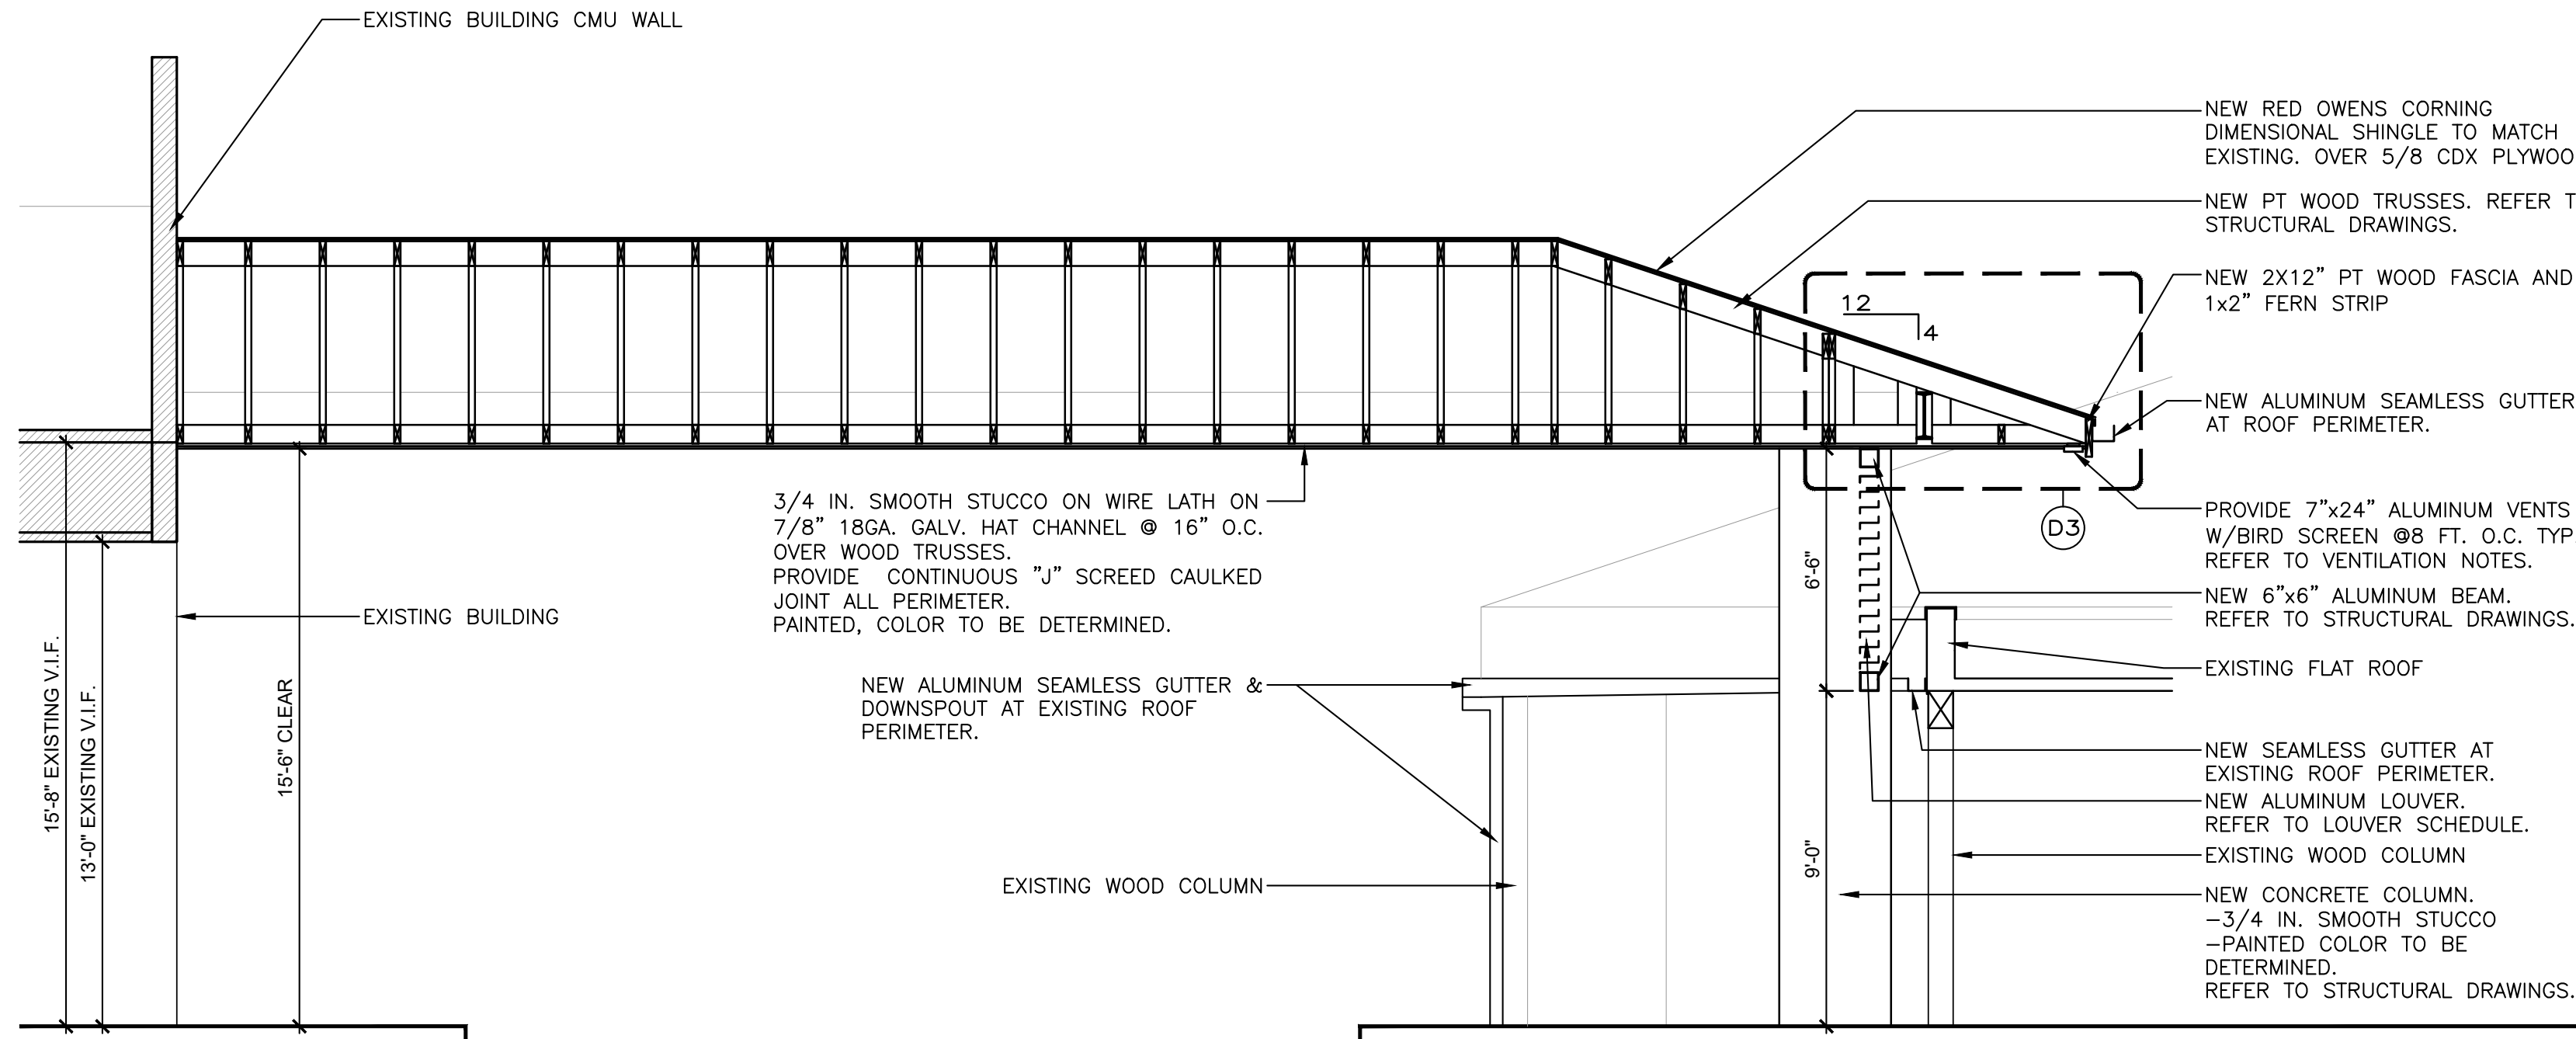 EXISTING BUILDING CMU WALL
NEW RED OWENS CORNING
DIMENSIONAL SHINGLE TO MATCH
EXISTING. OVER 5/8 CDX PLYWOO
NEW PT WOOD TRUSSES. REFER T
STRUCTURAL DRAWINGS.
NEW 2X12" PT WOOD FASCIA AND
1x2" FERN STRIP
12
4
NEW ALUMINUM SEAMLESS GUTTER
AT ROOF PERIMETER.
3/4 IN. SMOOTH STUCCO ON WIRE LATH ON
7/8" 18GA. GALV. HAT CHANNEL @ 16" O.C.
OVER WOOD TRUSSES.
PROVIDE CONTINUOUS "J" SCREED CAULKED
JOINT ALL PERIMETER.
PAINTED, COLOR TO BE DETERMINED.
D3
PROVIDE 7"x24" ALUMINUM VENTS
W/BIRD SCREEN @8 FT. O.C. TYP.
REFER TO VENTILATION NOTES.
6'-6"
NEW 6"x6" ALUMINUM BEAM.
REFER TO STRUCTURAL DRAWINGS.
EXISTING BUILDING
EXISTING FLAT ROOF
NEW ALUMINUM SEAMLESS GUTTER &
DOWNSPOUT AT EXISTING ROOF
PERIMETER.
15'-8" EXISTING V.I.F.
13'-0" EXISTING V.I.F.
15'-6" CLEAR
NEW SEAMLESS GUTTER AT
EXISTING ROOF PERIMETER.
NEW ALUMINUM LOUVER.
REFER TO LOUVER SCHEDULE.
9'-0"
EXISTING WOOD COLUMN
EXISTING WOOD COLUMN
NEW CONCRETE COLUMN.
-3/4 IN. SMOOTH STUCCO
-PAINTED COLOR TO BE
DETERMINED.
REFER TO STRUCTURAL DRAWINGS.